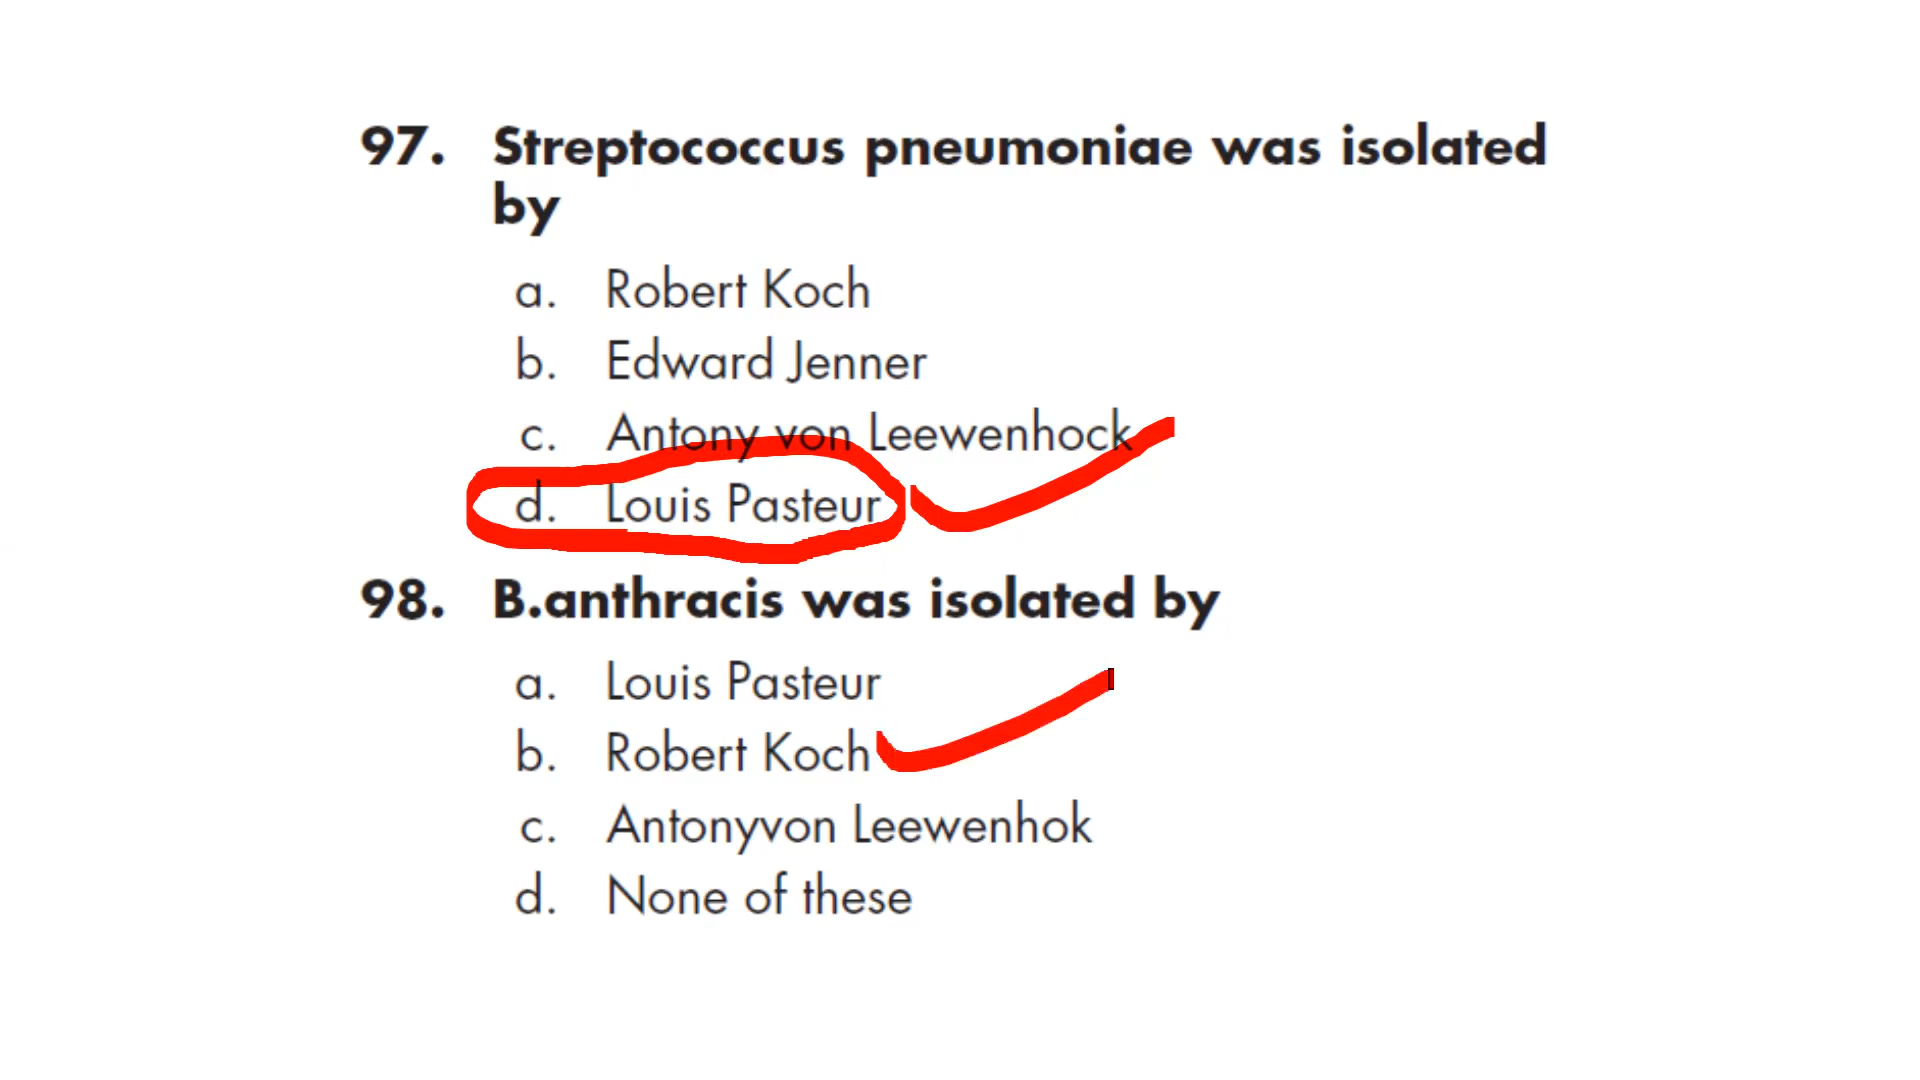 97. Streptococcus pneumoniae was isolated
by
a. Robert Koch
b. Edward Jenner
c. Antony von Leewenhock
d. Louis Pasteur
98. B.anthracis was isolated by
a. Louis Pasteur
b. Robert Koch
c. Antonyvon Leewenhok
d. None of these